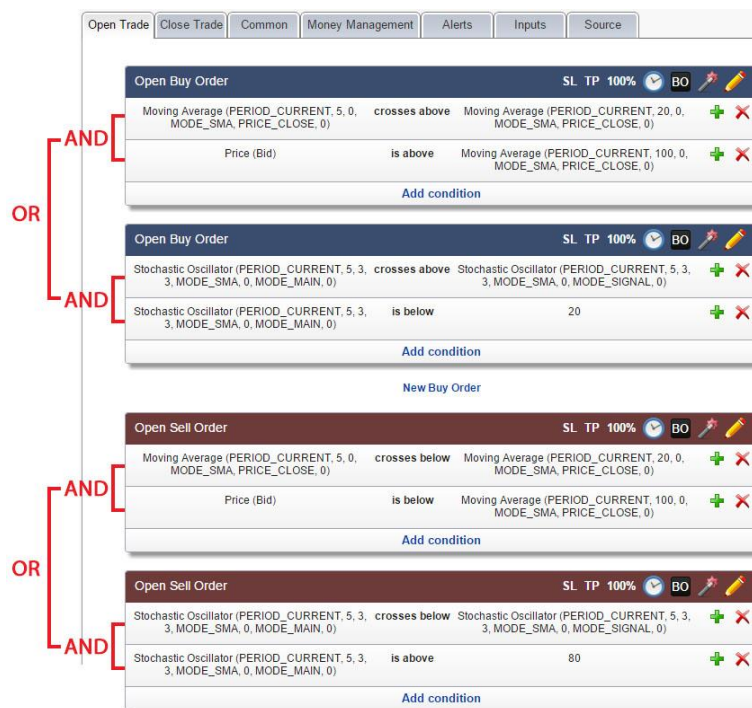 Open Trade Close Trade Common Money Management Alerts Inputs Source
Open Buy Order SL TP 100% BO
Moving Average (PERIOD_CURRENT, 5, 0, MODE_SMA, PRICE_CLOSE, 0) crosses above Moving Average (PERIOD_CURRENT, 20, 0, MODE_SMA, PRICE_CLOSE, 0)
AND
Price (Bid) is above Moving Average (PERIOD_CURRENT, 100, 0, MODE_SMA, PRICE_CLOSE, 0)
Add condition
OR
Open Buy Order SL TP 100% BO
Stochastic Oscillator (PERIOD_CURRENT, 5, 3, 3, MODE_SMA, 0, MODE_MAIN, 0) crosses above Stochastic Oscillator (PERIOD_CURRENT, 5, 3, 3, MODE_SMA, 0, MODE_SIGNAL, 0)
AND
Stochastic Oscillator (PERIOD_CURRENT, 5, 3, 3, MODE_SMA, 0, MODE_MAIN, 0) is below 20
Add condition
New Buy Order
Open Sell Order SL TP 100% BO
Moving Average (PERIOD_CURRENT, 5, 0, MODE_SMA, PRICE_CLOSE, 0) crosses below Moving Average (PERIOD_CURRENT, 20, 0, MODE_SMA, PRICE_CLOSE, 0)
AND
Price (Bid) is below Moving Average (PERIOD_CURRENT, 100, 0, MODE_SMA, PRICE_CLOSE, 0)
Add condition
OR
Open Sell Order SL TP 100% BO
Stochastic Oscillator (PERIOD_CURRENT, 5, 3, 3, MODE_SMA, 0, MODE_MAIN, 0) crosses below Stochastic Oscillator (PERIOD_CURRENT, 5, 3, 3, MODE_SMA, 0, MODE_SIGNAL, 0)
AND
Stochastic Oscillator (PERIOD_CURRENT, 5, 3, 3, MODE_SMA, 0, MODE_MAIN, 0) is above 80
Add condition